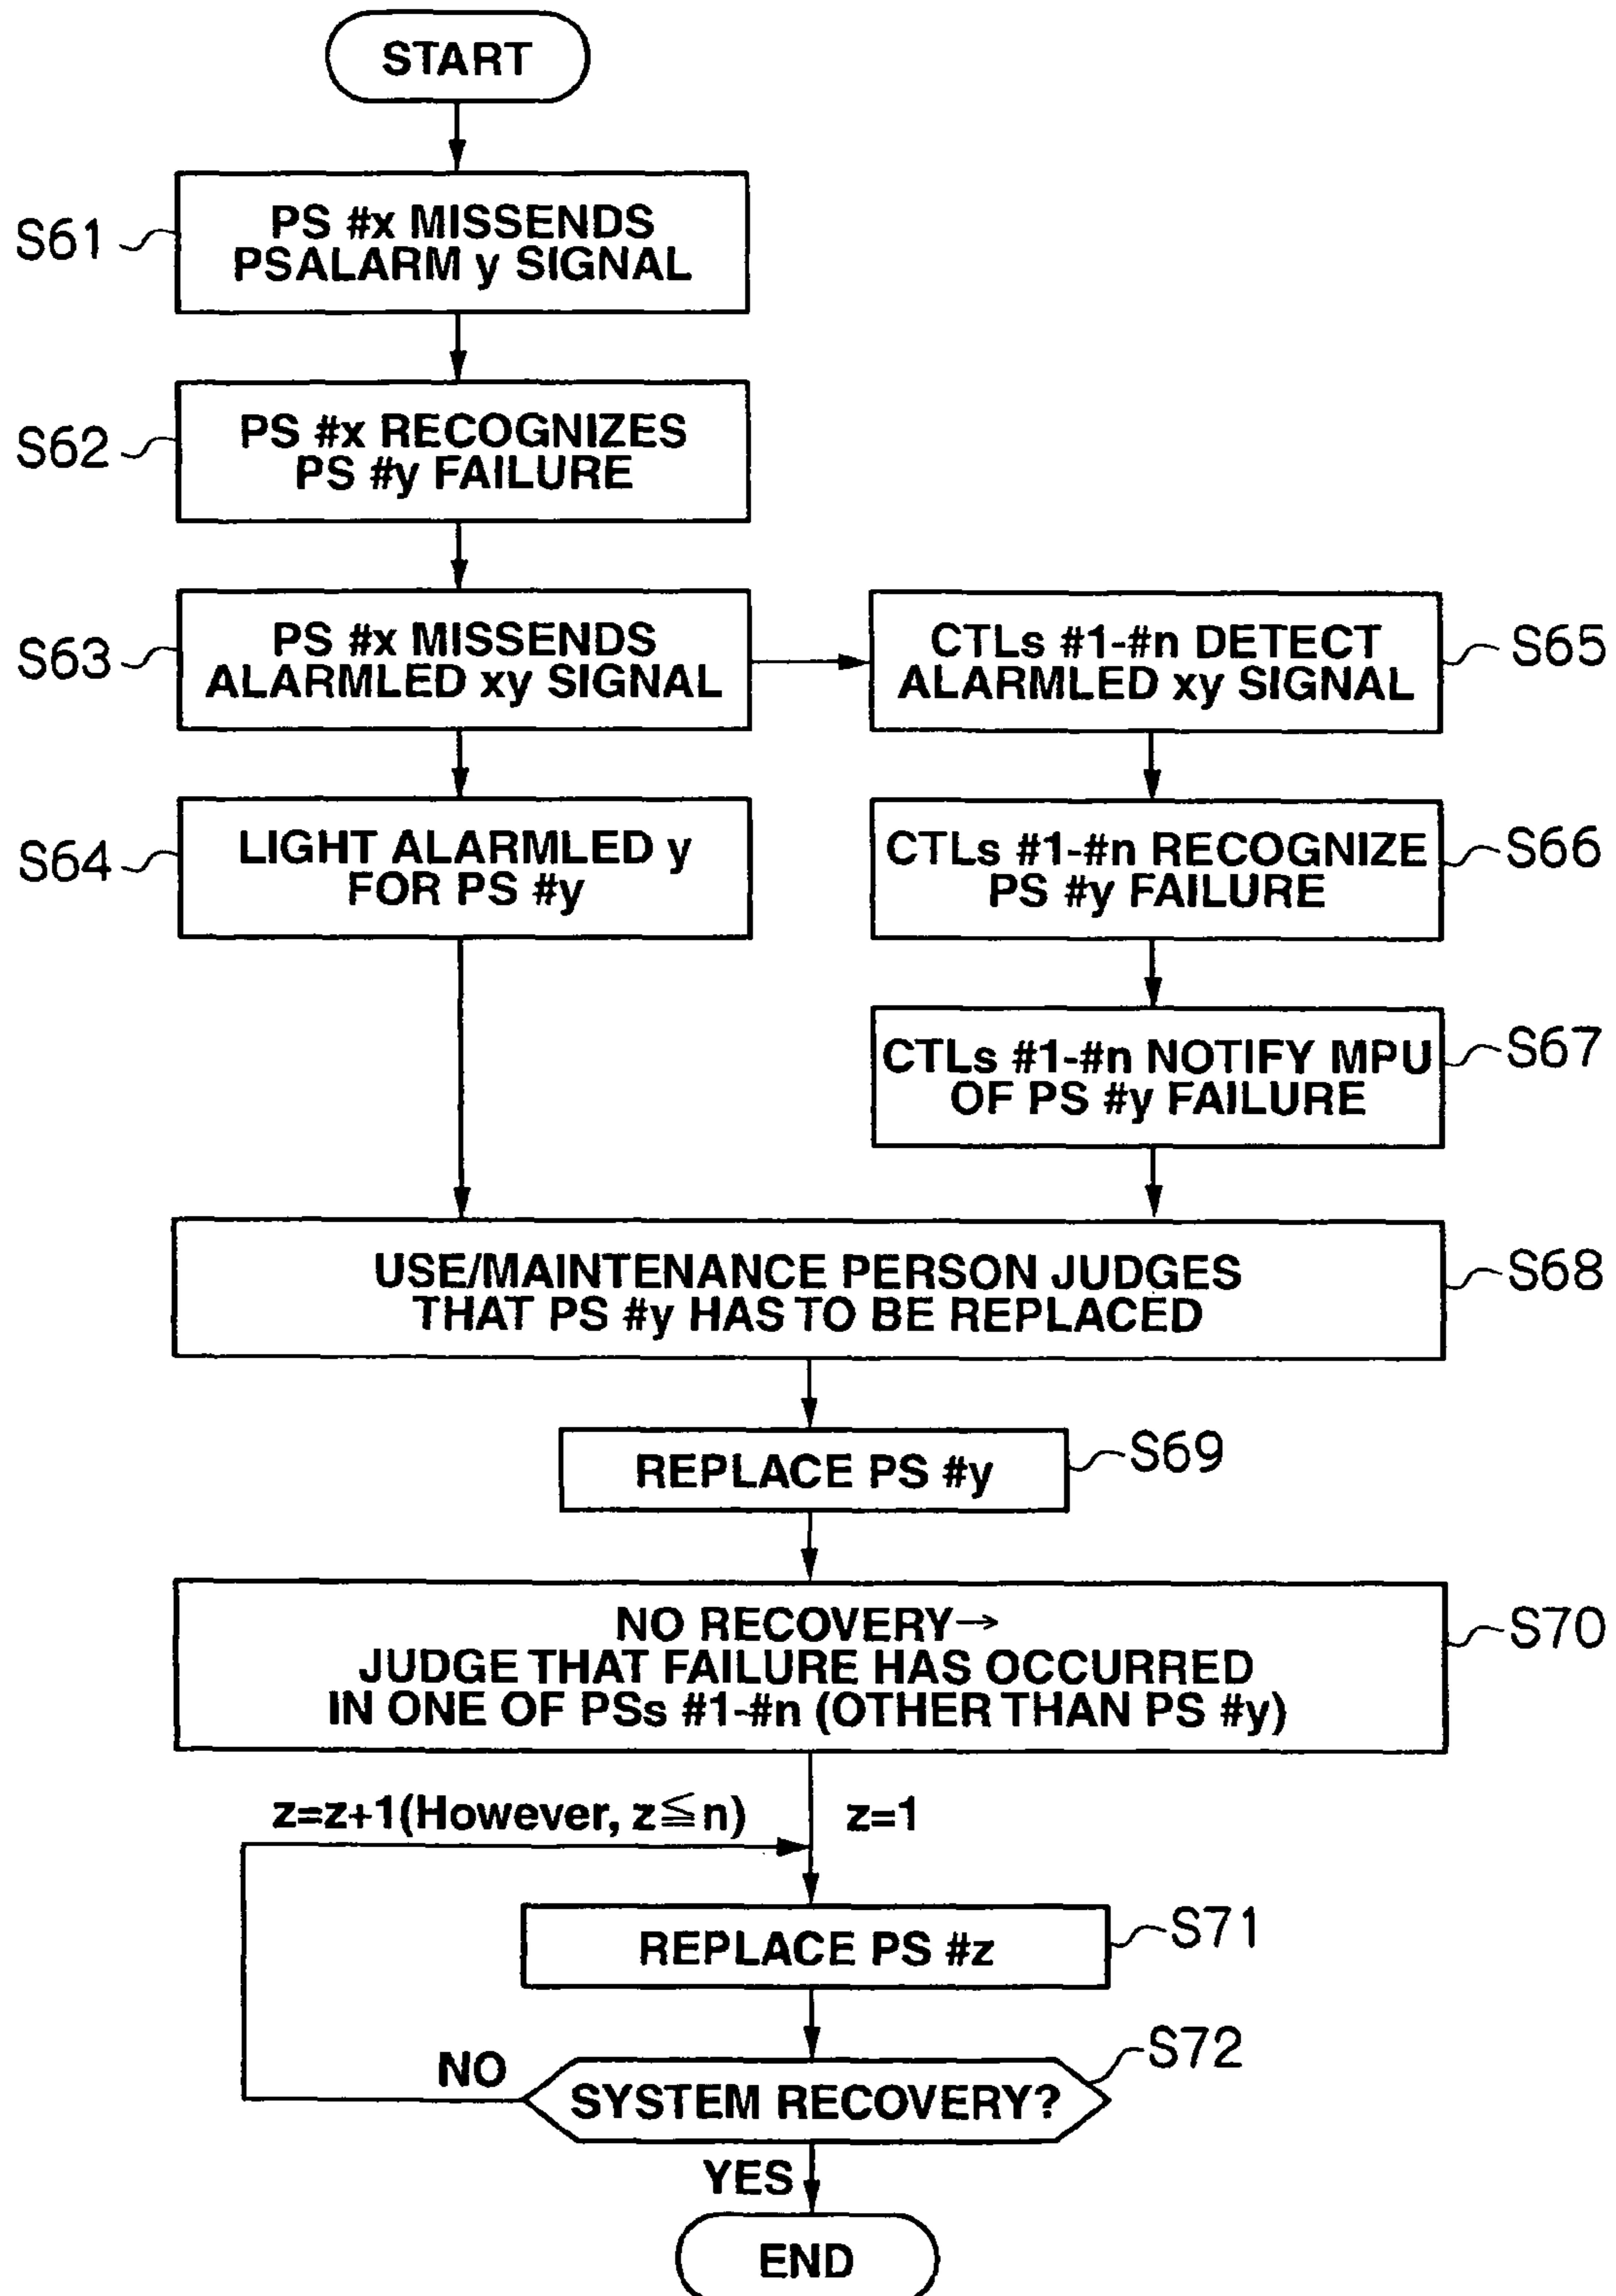 START
S61
PS #x MISSENDS
PSALARM y SIGNAL
S62
PS #x RECOGNIZES
PS #y FAILURE
S63
PS #x MISSENDS
ALARMLED xy SIGNAL
CTLs #1-#n DETECT
ALARMLED xy SIGNAL
S65
S64
LIGHT ALARMLED y
FOR PS #y
CTLs #1-#n RECOGNIZE
PS #y FAILURE
S66
CTLs #1-#n NOTIFY MPU
OF PS #y FAILURE
S67
USE/MAINTENANCE PERSON JUDGES
THAT PS #y HAS TO BE REPLACED
S68
REPLACE PS #y
S69
NO RECOVERY→
JUDGE THAT FAILURE HAS OCCURRED
IN ONE OF PSs #1-#n (OTHER THAN PS #y)
S70
z=z+1(However, z≦n)
z=1
REPLACE PS #z
S71
SYSTEM RECOVERY?
S72
NO
YES
END